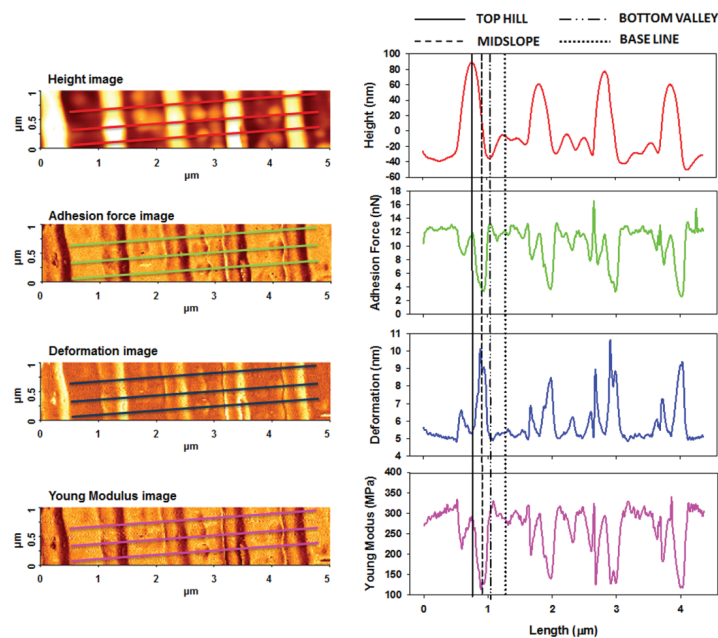 TOP HILL
BOTTOM VALLEY
MIDSLOPE
BASE LINE
Height image
1
0.5
0
µm
0 1 2 3 4 5
µm
Adhesion force image
1
0.5
0
µm
0 1 2 3 4 5
µm
Deformation image
1
0.5
0
µm
0 1 2 3 4 5
µm
Young Modulus image
1
0.5
0
µm
0 1 2 3 4 5
µm
Height (nm)
100
80
60
40
20
0
-20
-40
-60
Adhesion Force (nN)
18
16
14
12
10
8
6
4
2
0
Deformation (nm)
11
10
9
8
7
6
5
4
Young Modus (MPa)
400
350
300
250
200
150
100
0 1 2 3 4
Length (µm)